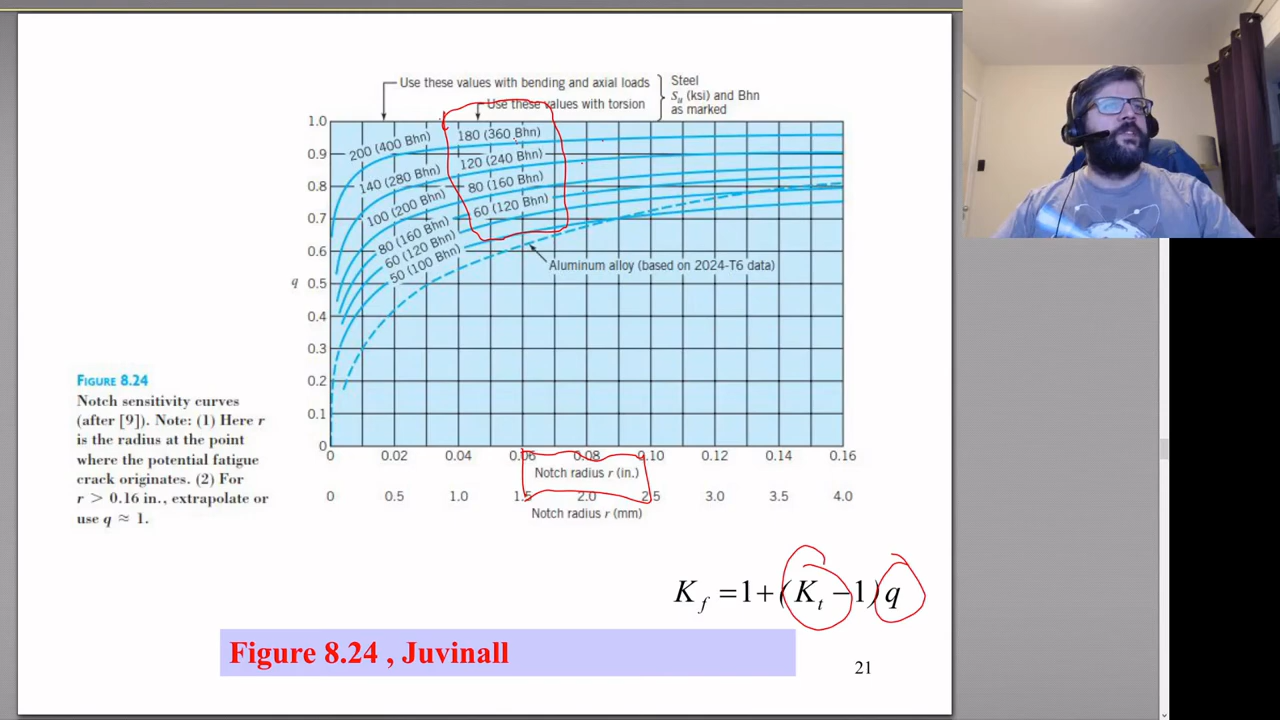 Use these values with bending and axial loads
Use these values with torsion
Steel
Su (ksi) and Bhn
as marked
1.0
0.9
0.8
0.7
0.6
q 0.5
0.4
0.3
0.2
0.1
0
200 (400 Bhn)
140 (280 Bhn)
100 (200 Bhn)
80 (160 Bhn)
60 (120 Bhn)
50 (100 Bhn)
180 (360 Bhn)
120 (240 Bhn)
80 (160 Bhn)
60 (120 Bhn)
Aluminum alloy (based on 2024-T6 data)
0 0.02 0.04 0.06 0.08 0.10 0.12 0.14 0.16
Notch radius r (in.)
0 0.5 1.0 1.5 2.0 2.5 3.0 3.5 4.0
Notch radius r (mm)
FIGURE 8.24
Notch sensitivity curves
(after [9]). Note: (1) Here r
is the radius at the point
where the potential fatigue
crack originates. (2) For
r > 0.16 in., extrapolate or
use q ≈ 1.
Kf = 1 + (Kt − 1) q
Figure 8.24 , Juvinall
21